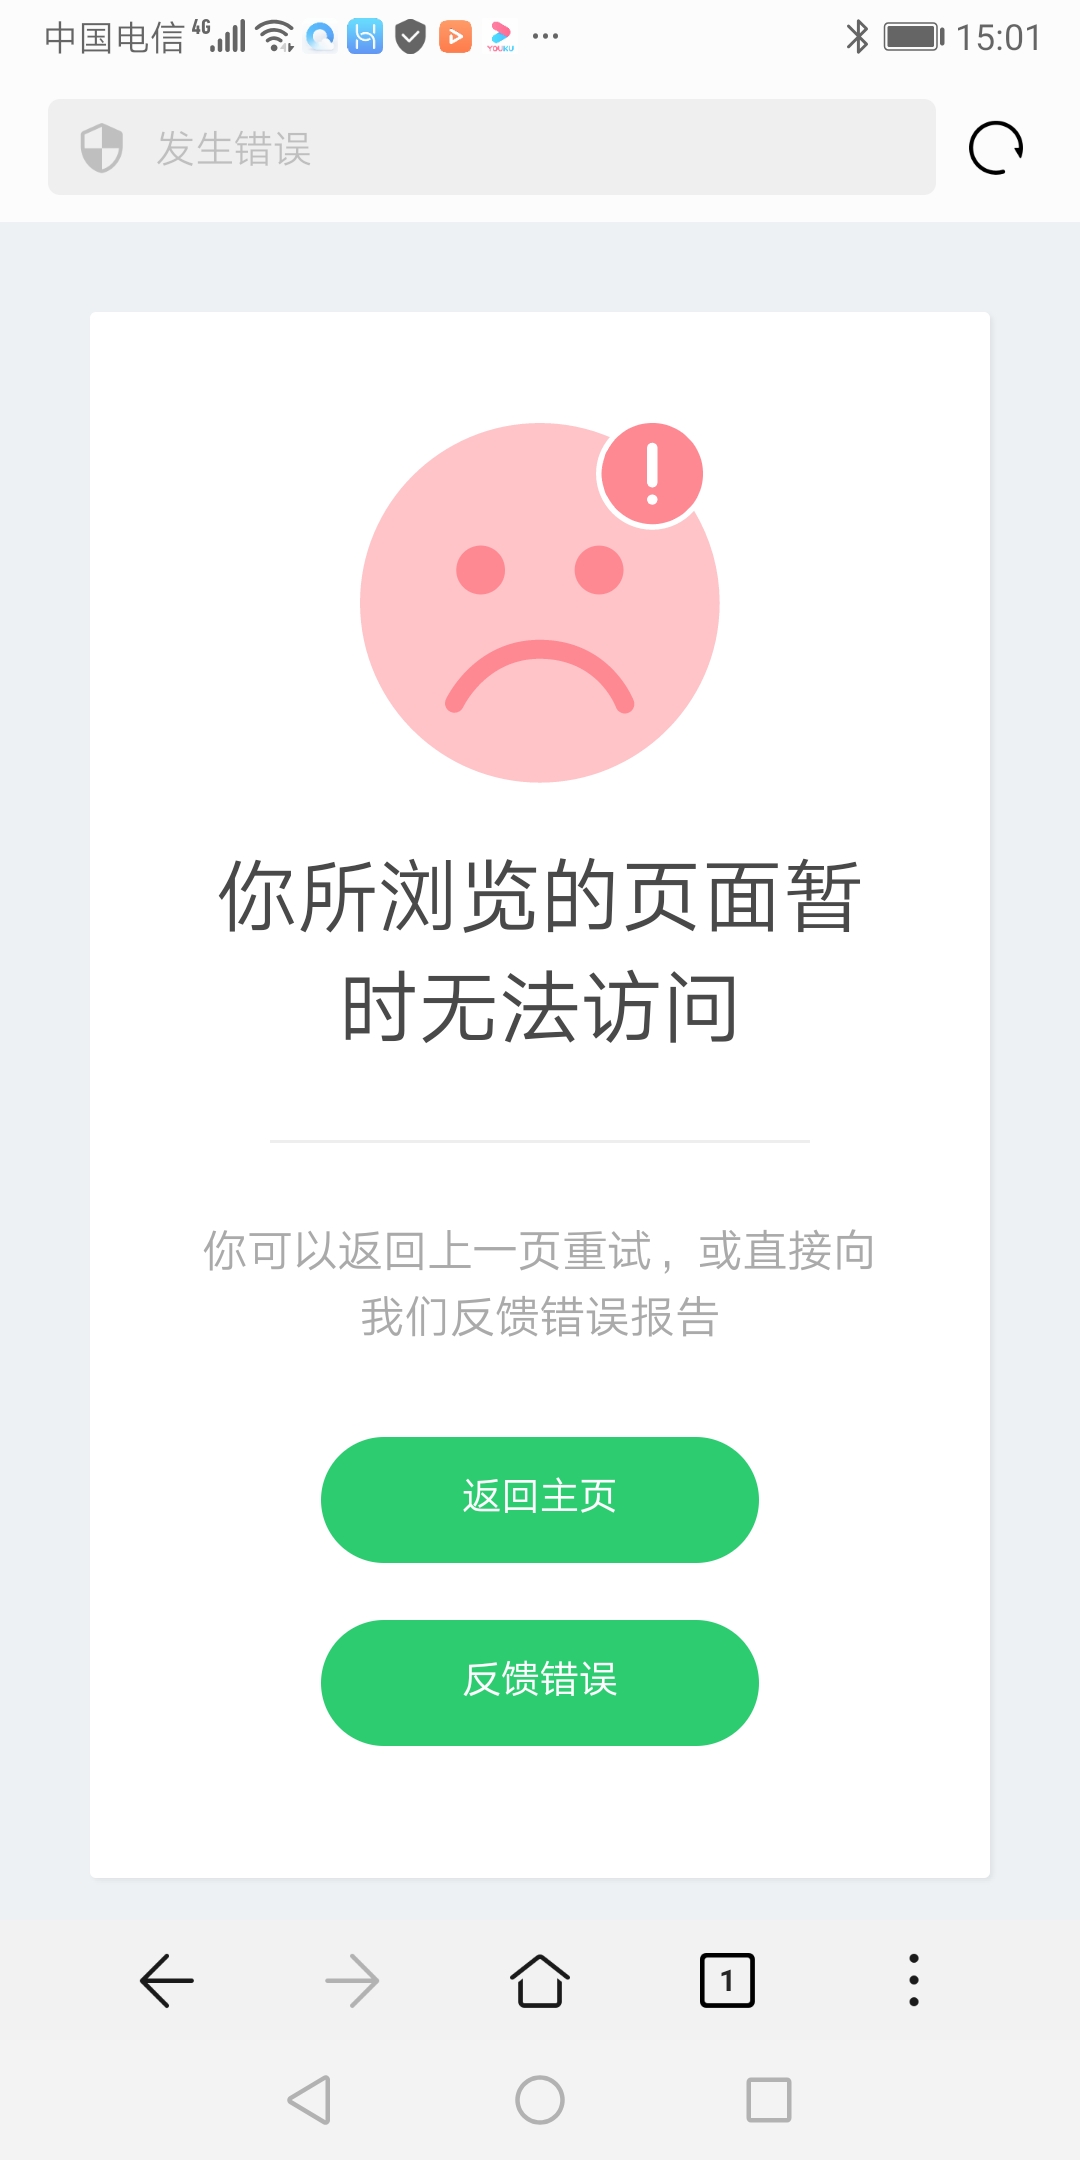 中国电信 4G YOUKU 15:01
发生错误
你所浏览的页面暂
时无法访问
你可以返回上一页重试，或直接向
我们反馈错误报告
返回主页
反馈错误
1